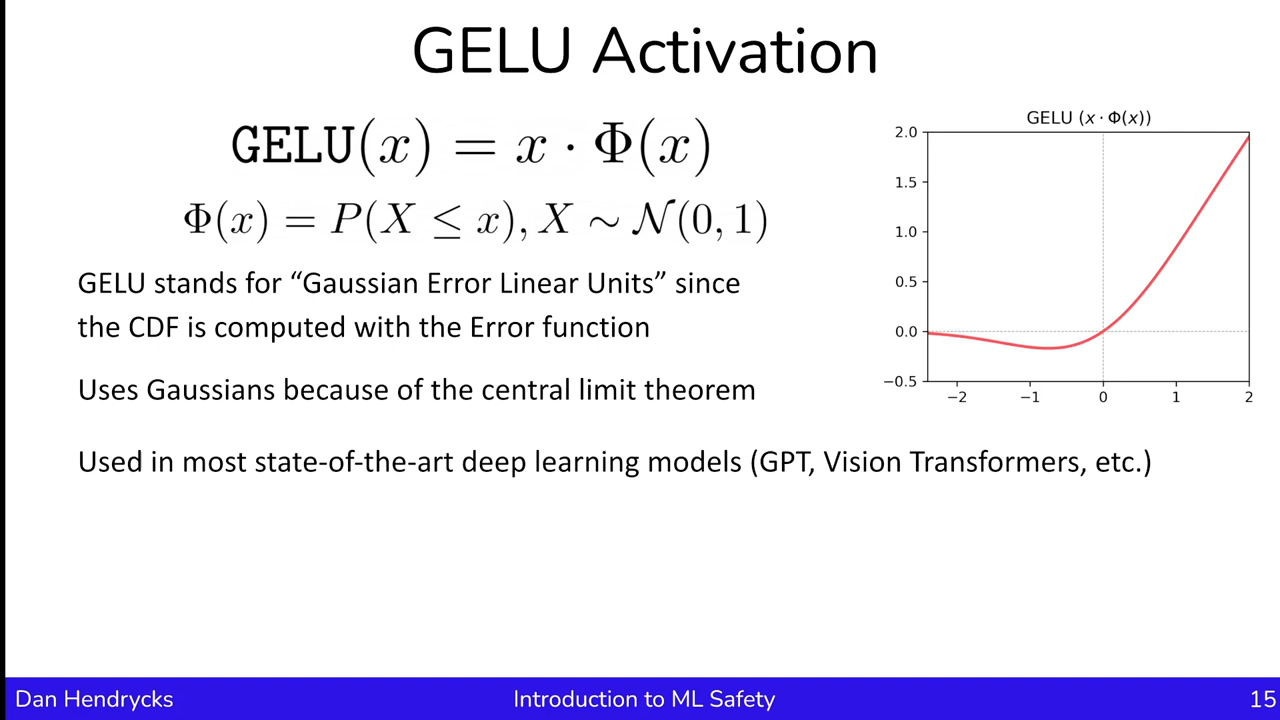 GELU Activation
GELU(x) = x · Φ(x)
Φ(x) = P(X ≤ x), X ∼ 𝒩(0, 1)
GELU stands for “Gaussian Error Linear Units” since
the CDF is computed with the Error function
Uses Gaussians because of the central limit theorem
GELU (x · Φ(x))
2.0
1.5
1.0
0.5
0.0
−0.5
−2 −1 0 1 2
Used in most state-of-the-art deep learning models (GPT, Vision Transformers, etc.)
Dan Hendrycks Introduction to ML Safety 15